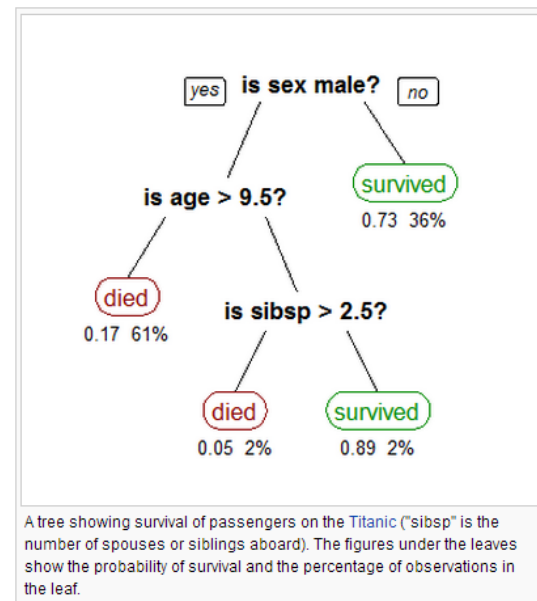 yes is sex male? no
is age > 9.5?
survived
0.73 36%
died
0.17 61%
is sibsp > 2.5?
died survived
0.05 2% 0.89 2%
A tree showing survival of passengers on the Titanic ("sibsp" is the
number of spouses or siblings aboard). The figures under the leaves
show the probability of survival and the percentage of observations in
the leaf.